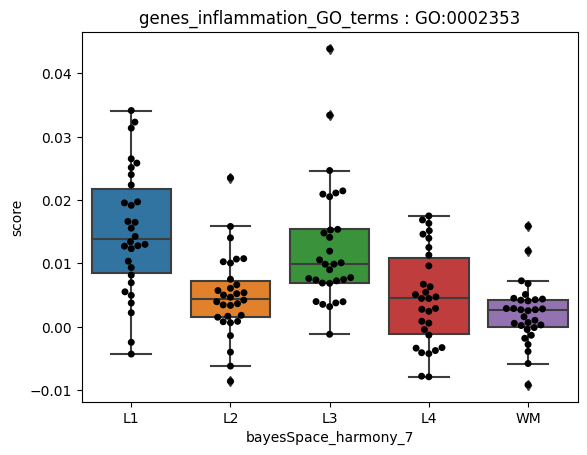 genes_inflammation_GO_terms : GO:0002353
0.04
0.03
0.02
0.01
0.00
−0.01
score
L1 L2 L3 L4 WM
bayesSpace_harmony_7